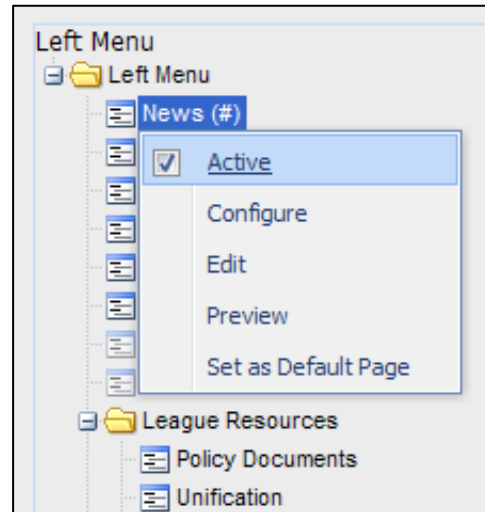 Left Menu
Left Menu
News (#)
Active
Configure
Edit
Preview
Set as Default Page
League Resources
Policy Documents
Unification